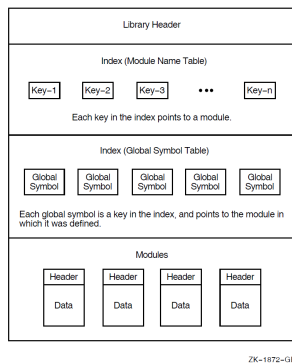 Library Header
Index (Module Name Table)
Key−1 Key−2 Key−3 ••• Key−n
Each key in the index points to a module.
Index (Global Symbol Table)
Global Symbol Global Symbol Global Symbol Global Symbol Global Symbol
Each global symbol is a key in the index, and points to the module in
which it was defined.
Modules
Header Header Header Header
Data Data Data Data